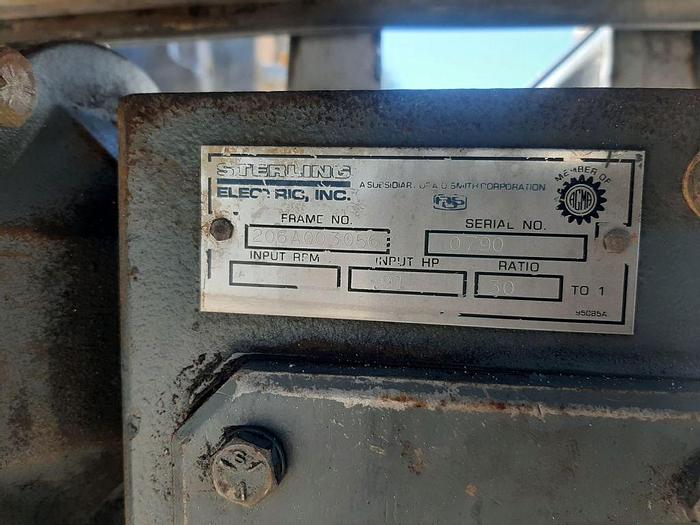 STERLING
ELECTRIC, INC.
A SUBSIDIARY OF A.O. SMITH CORPORATION
MEMBER OF
AGMA
FRAME NO.
SERIAL NO.
0790
INPUT RPM
INPUT HP
RATIO
30
TO 1
95085A